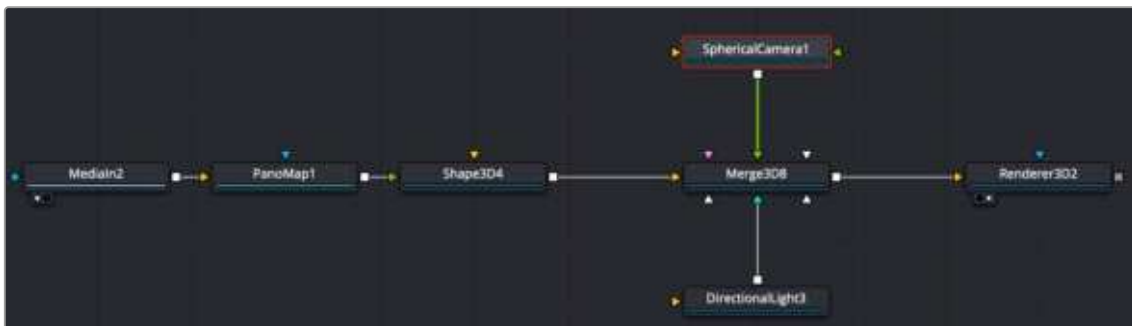 SphericalCamera1
MediaIn2
PanoMap1
Shape3D4
Merge3D8
Renderer3D2
DirectionalLight3